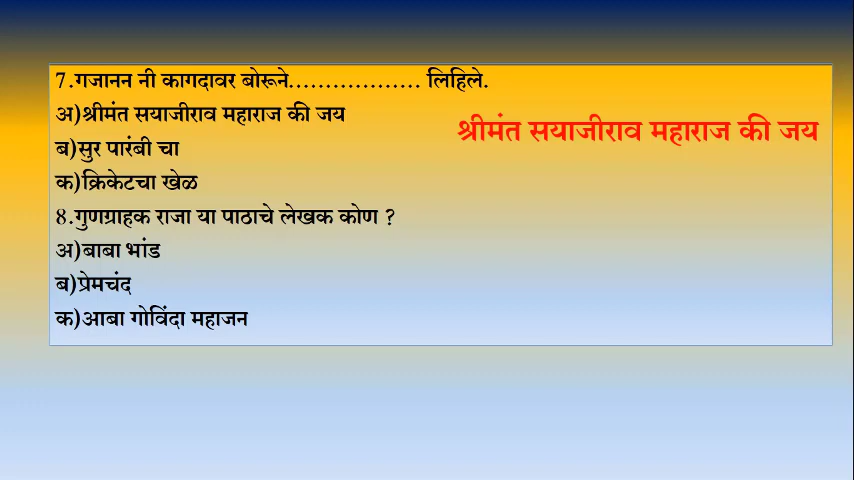 7.गजानन नी कागदावर बोरूने.................. लिहिले.
अ)श्रीमंत सयाजीराव महाराज की जय
श्रीमंत सयाजीराव महाराज की जय
ब)सुर पारंबी चा
क)क्रिकेटचा खेळ
8.गुणग्राहक राजा या पाठाचे लेखक कोण ?
अ)बाबा भांड
ब)प्रेमचंद
क)आबा गोविंदा महाजन